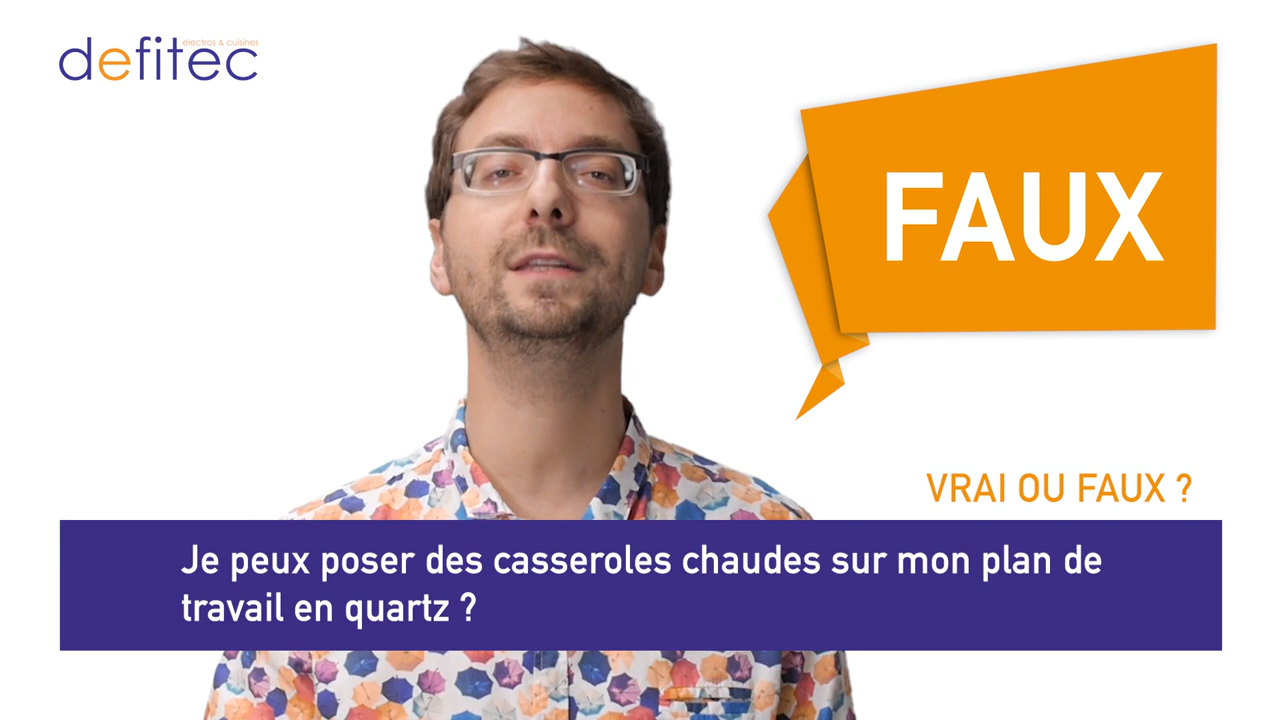 electros & cuisines
defitec
FAUX
VRAI OU FAUX ?
Je peux poser des casseroles chaudes sur mon plan de
travail en quartz ?